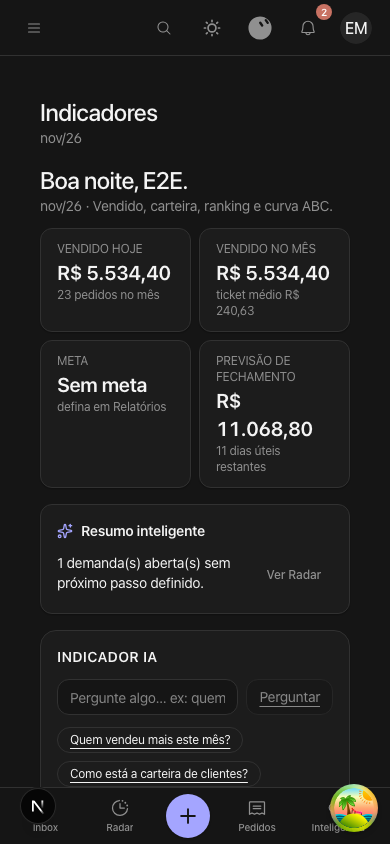 2
EM
Indicadores
nov/26
Boa noite, E2E.
nov/26 · Vendido, carteira, ranking e curva ABC.
VENDIDO HOJE
R$ 5.534,40
23 pedidos no mês
VENDIDO NO MÊS
R$ 5.534,40
ticket médio R$
240,63
META
Sem meta
defina em Relatórios
PREVISÃO DE
FECHAMENTO
R$
11.068,80
11 dias úteis
restantes
Resumo inteligente
1 demanda(s) aberta(s) sem
próximo passo definido.
Ver Radar
INDICADOR IA
Pergunte algo... ex: quem
Perguntar
Quem vendeu mais este mês?
Como está a carteira de clientes?
N
Inbox
Radar
Pedidos